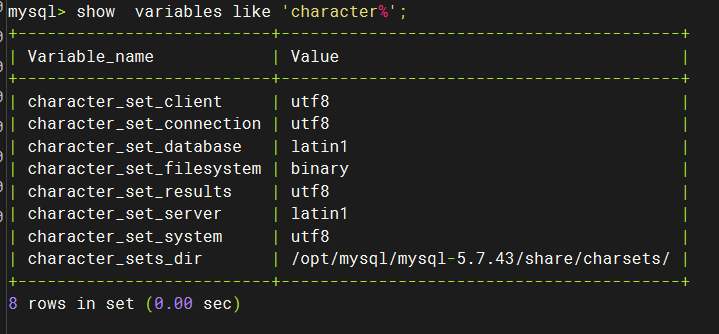 mysql> show  variables like 'character%';
+--------------------------+------------------------------------------+
| Variable_name            | Value                                    |
+--------------------------+------------------------------------------+
| character_set_client     | utf8                                     |
| character_set_connection | utf8                                     |
| character_set_database   | latin1                                   |
| character_set_filesystem | binary                                   |
| character_set_results    | utf8                                     |
| character_set_server     | latin1                                   |
| character_set_system     | utf8                                     |
| character_sets_dir       | /opt/mysql/mysql-5.7.43/share/charsets/ |
+--------------------------+------------------------------------------+
8 rows in set (0.00 sec)